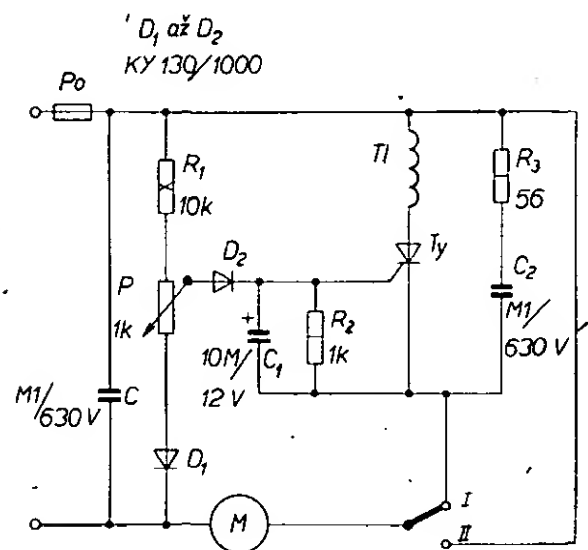 D₁ až D₂
KY 130/1000
Po
R₁
10k
Tl
R₃
56
D₂
Ty
P
1k
C₂
M1/
630 V
+
R₂
1k
10M/
12 V
C₁
M1/
630 V
C
D₁
M
I
II